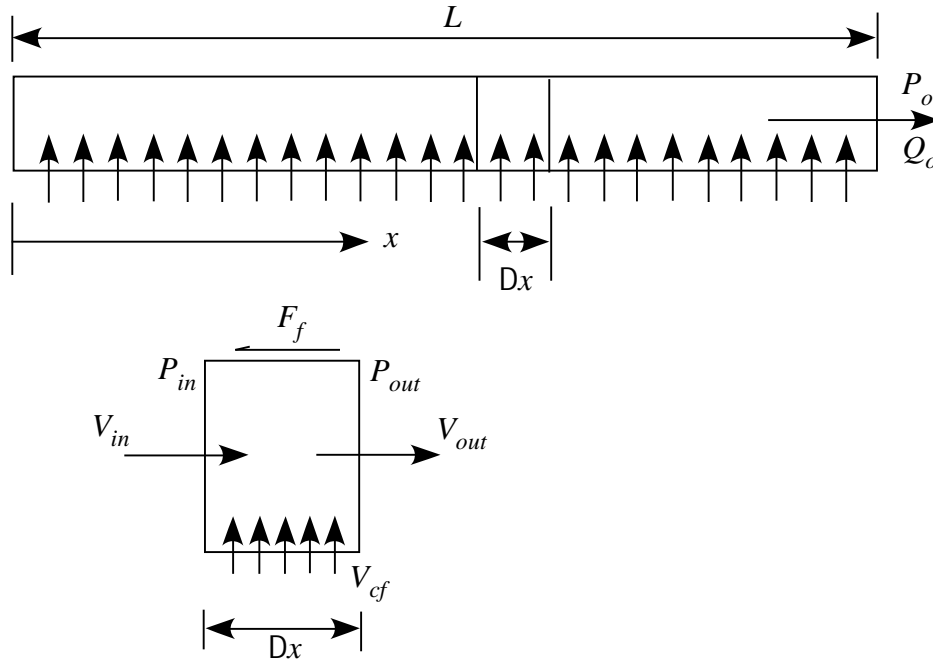 L
P_o
Q_o
x
Dx
F_f
P_in
P_out
V_in
V_out
V_cf
Dx